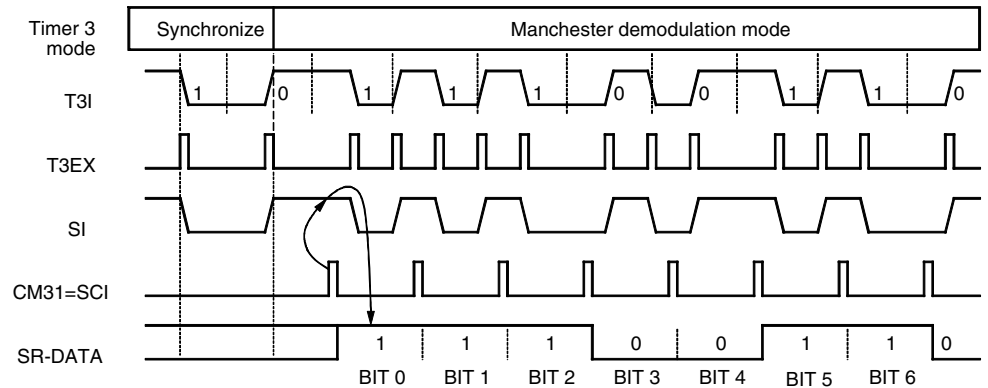 Timer 3 mode
Synchronize
Manchester demodulation mode
T3I
1 0 1 1 1 0 0 1 1 0
T3EX
SI
CM31=SCI
SR-DATA
1 1 1 0 0 1 1 0
BIT 0 BIT 1 BIT 2 BIT 3 BIT 4 BIT 5 BIT 6